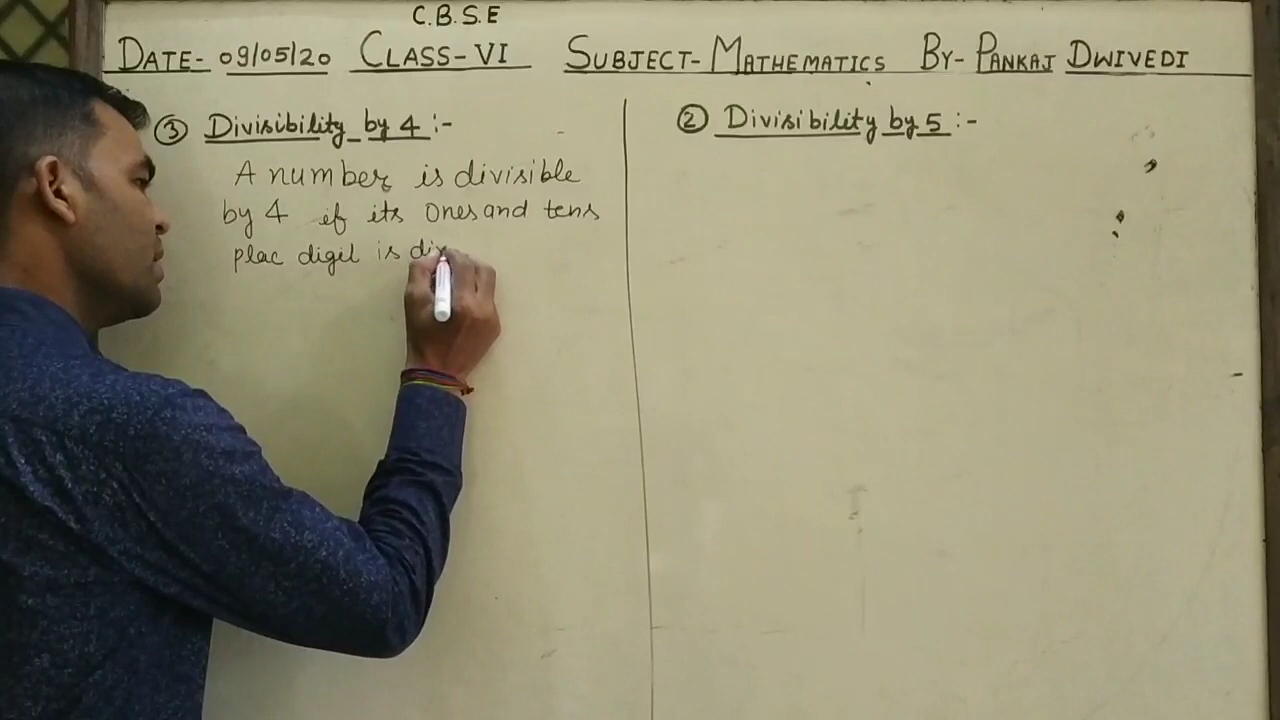 C.B.S.E
DATE- 09/05/20 CLASS-VI SUBJECT- MATHEMATICS BY- PANKAJ DWIVEDI
③ Divisibility by 4 :-
A number is divisible
by 4 if its ones and tens
plac digit is div
② Divisibility by 5 :-